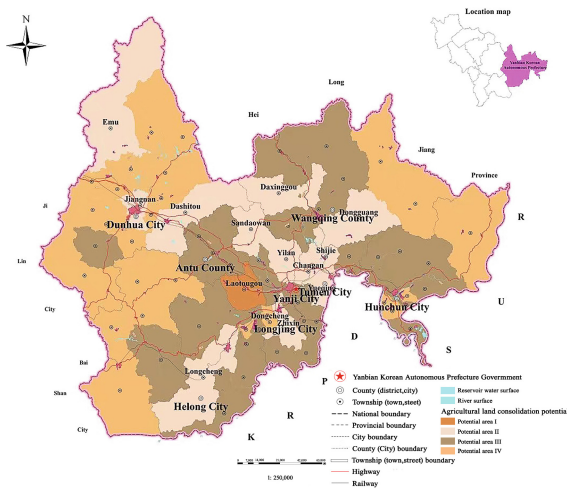 N
Location map
Yanbian Korean
Autonomous Prefecture
Long
Hei
Jiang
Province
Emu
Ji
R
Jiangnan
Dashitou
Daxinggou
Dunhua City
Wangqing County
Dongguang
Sandaowan
Shijie
Yilan
Antu County
Changan
Lin
Laotougou
Tumen City
Yanji City
U
City
Hunchun City
Dongcheng
Zhixin
Longjing City
D
S
Bai
Longcheng
P
Shan
Helong City
R
City
K
Yanbian Korean Autonomous Prefecture Government
County (district,city)
Township (town,steet)
National boundary
Provincial boundary
City boundary
County (City) boundary
Township (town,street) boundary
Highway
Railway
Reservoir water surface
River surface
Agricultural land consolidation potential
Potential area I
Potential area II
Potential area III
Potential area IV
1: 250,000